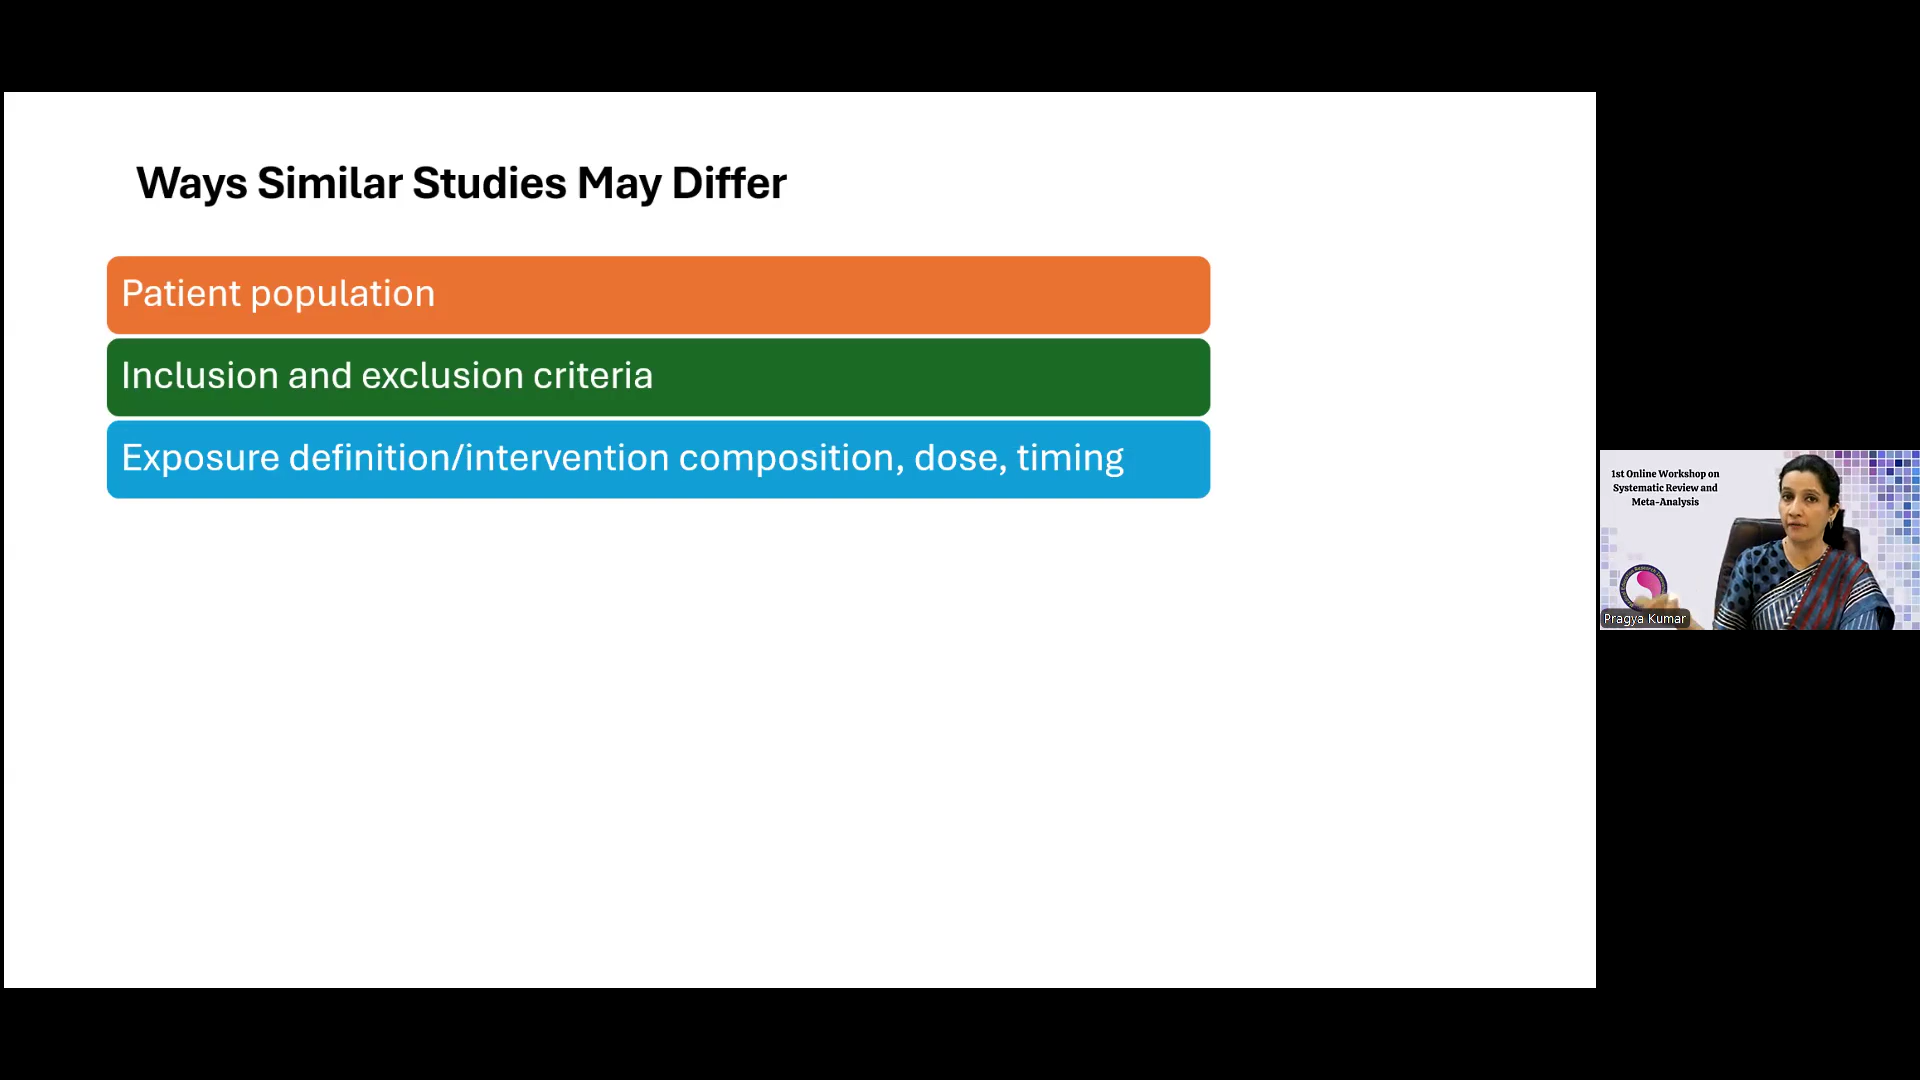 Ways Similar Studies May Differ
Patient population
Inclusion and exclusion criteria
Exposure definition/intervention composition, dose, timing
1st Online Workshop on
Systematic Review and
Meta-Analysis
Pragya Kumar